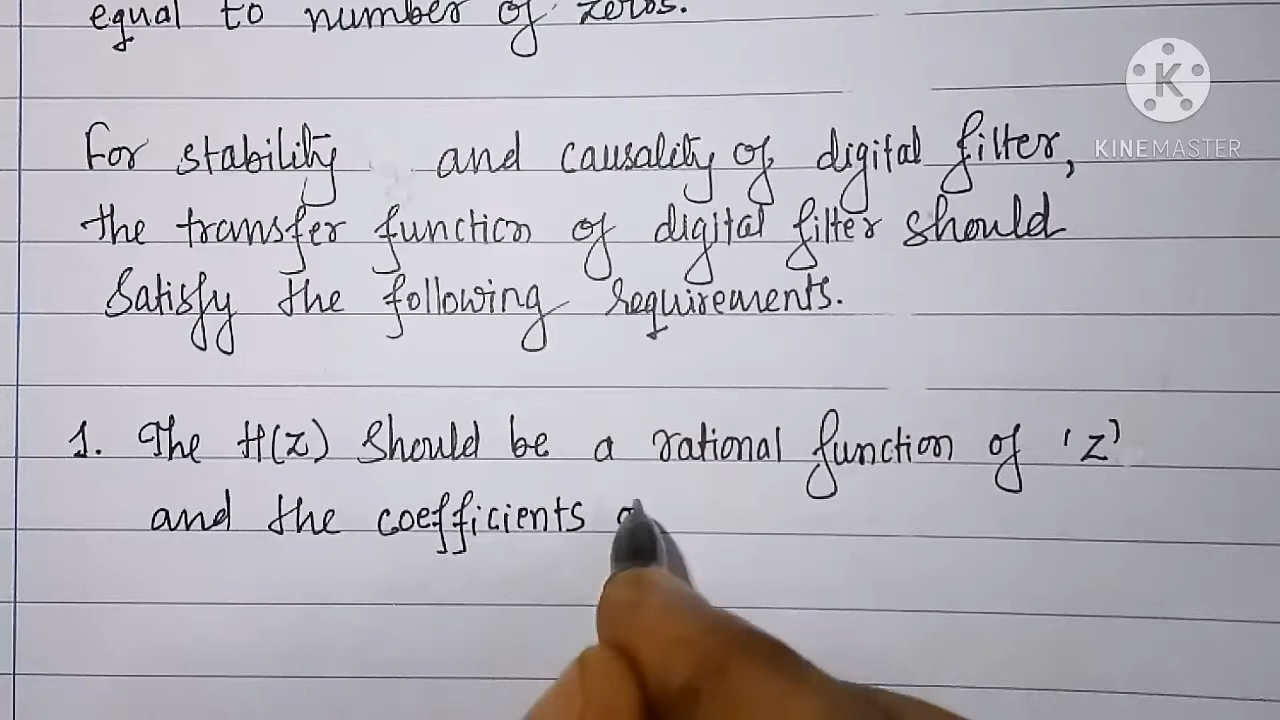 equal to number of zeros.
K
KINEMASTER
For stability and causality of digital filter,
the transfer function of digital filter should
satisfy the following requirements.
1. The H(z) should be a rational function of 'z'
and the coefficients